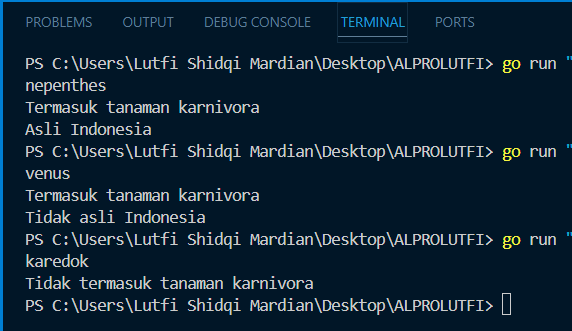 PROBLEMS OUTPUT DEBUG CONSOLE TERMINAL PORTS
PS C:\Users\Lutfi Shidqi Mardian\Desktop\ALPROLUTFI> go run "
nepenthes
Termasuk tanaman karnivora
Asli Indonesia
PS C:\Users\Lutfi Shidqi Mardian\Desktop\ALPROLUTFI> go run "
venus
Termasuk tanaman karnivora
Tidak asli Indonesia
PS C:\Users\Lutfi Shidqi Mardian\Desktop\ALPROLUTFI> go run "
karedok
Tidak termasuk tanaman karnivora
PS C:\Users\Lutfi Shidqi Mardian\Desktop\ALPROLUTFI>